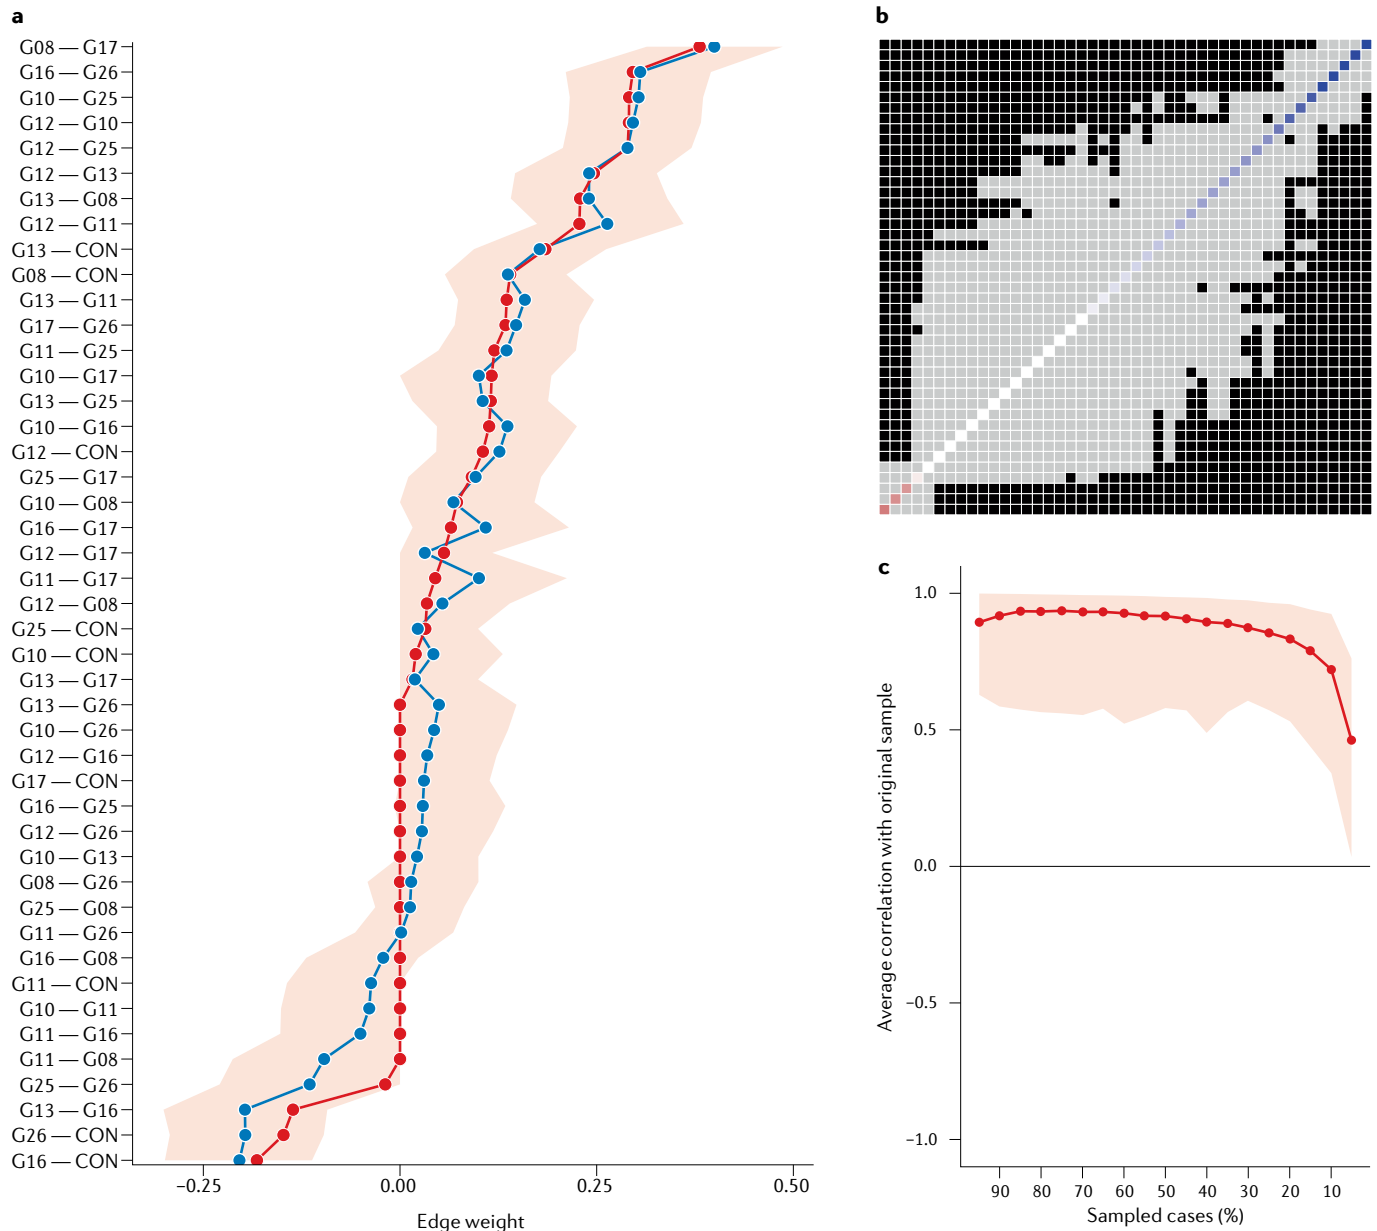 a
G08 — G17
G16 — G26
G10 — G25
G12 — G10
G12 — G25
G12 — G13
G13 — G08
G12 — G11
G13 — CON
G08 — CON
G13 — G11
G17 — G26
G11 — G25
G10 — G17
G13 — G25
G10 — G16
G12 — CON
G25 — G17
G10 — G08
G16 — G17
G12 — G17
G11 — G17
G12 — G08
G25 — CON
G10 — CON
G13 — G17
G13 — G26
G10 — G26
G12 — G16
G17 — CON
G16 — G25
G12 — G26
G10 — G13
G08 — G26
G25 — G08
G11 — G26
G16 — G08
G11 — CON
G10 — G11
G11 — G16
G11 — G08
G25 — G26
G13 — G16
G26 — CON
G16 — CON
−0.25 0.00 0.25 0.50
Edge weight
b
c
Average correlation with original sample
1.0
0.5
0.0
−0.5
−1.0
90 80 70 60 50 40 30 20 10
Sampled cases (%)